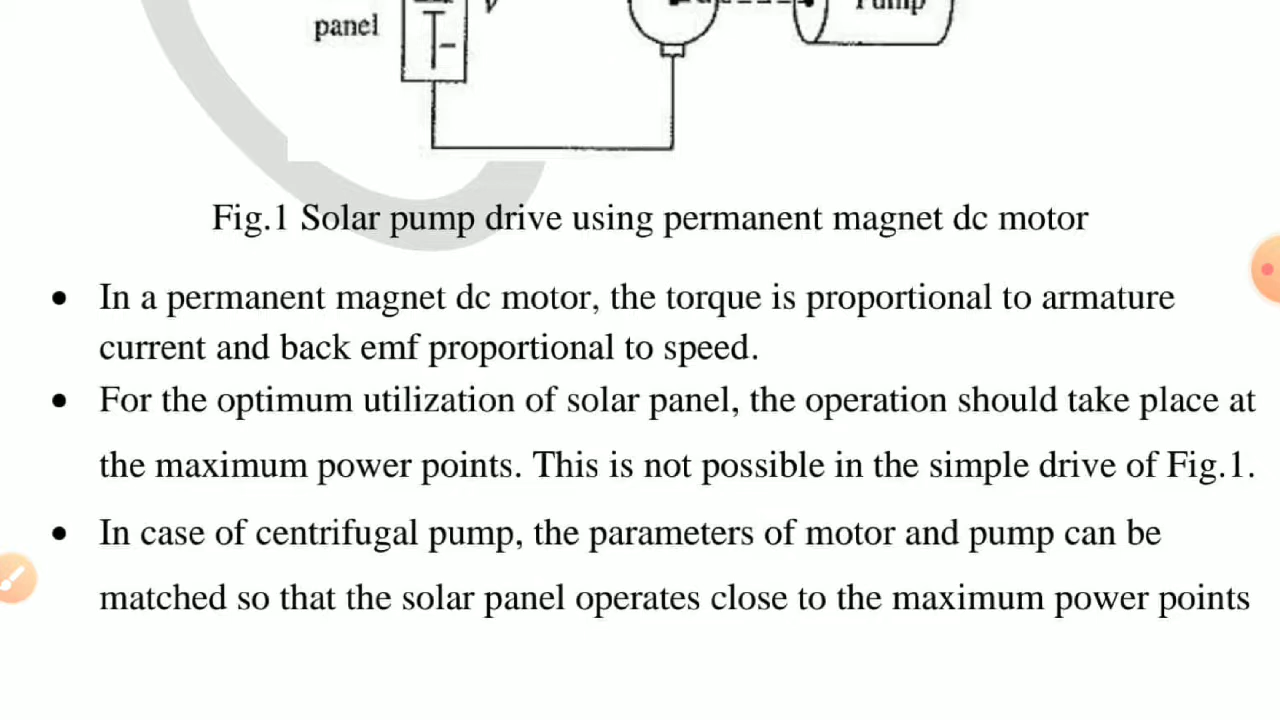 panel
V
Pump
Fig.1 Solar pump drive using permanent magnet dc motor
• In a permanent magnet dc motor, the torque is proportional to armature
current and back emf proportional to speed.
• For the optimum utilization of solar panel, the operation should take place at
the maximum power points. This is not possible in the simple drive of Fig.1.
• In case of centrifugal pump, the parameters of motor and pump can be
matched so that the solar panel operates close to the maximum power points